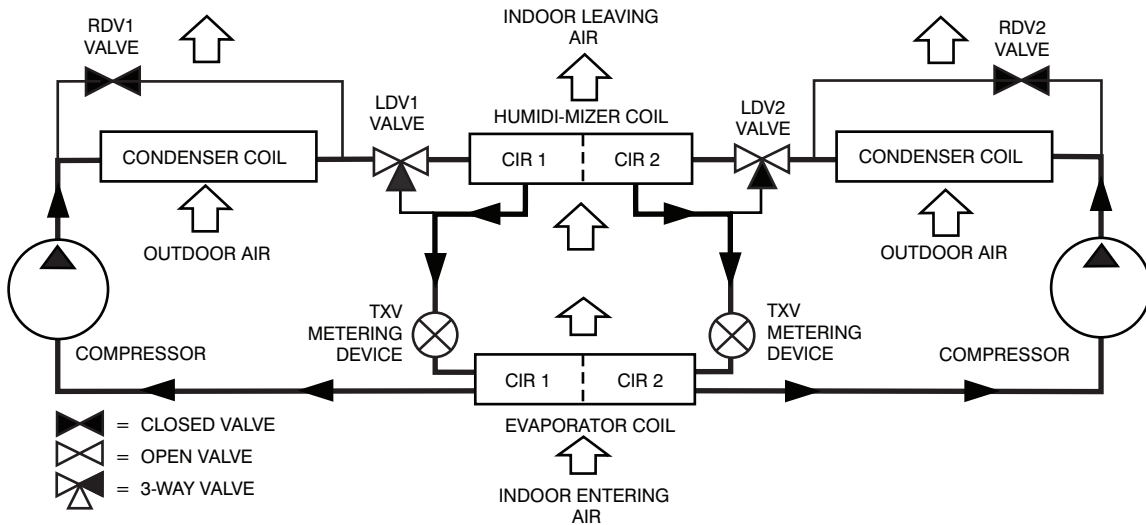 RDV1
VALVE
INDOOR LEAVING
AIR
RDV2
VALVE
LDV1
VALVE
HUMIDI-MIZER COIL
LDV2
VALVE
CONDENSER COIL
CIR 1
CIR 2
CONDENSER COIL
OUTDOOR AIR
OUTDOOR AIR
TXV
METERING
DEVICE
TXV
METERING
DEVICE
COMPRESSOR
COMPRESSOR
CIR 1
CIR 2
EVAPORATOR COIL
= CLOSED VALVE
= OPEN VALVE
= 3-WAY VALVE
INDOOR ENTERING
AIR